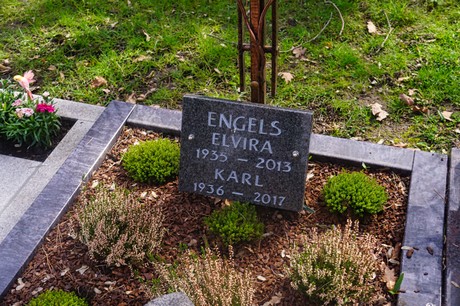 ENGELS
ELVIRA
1935 – 2013
KARL
1936 – 2017